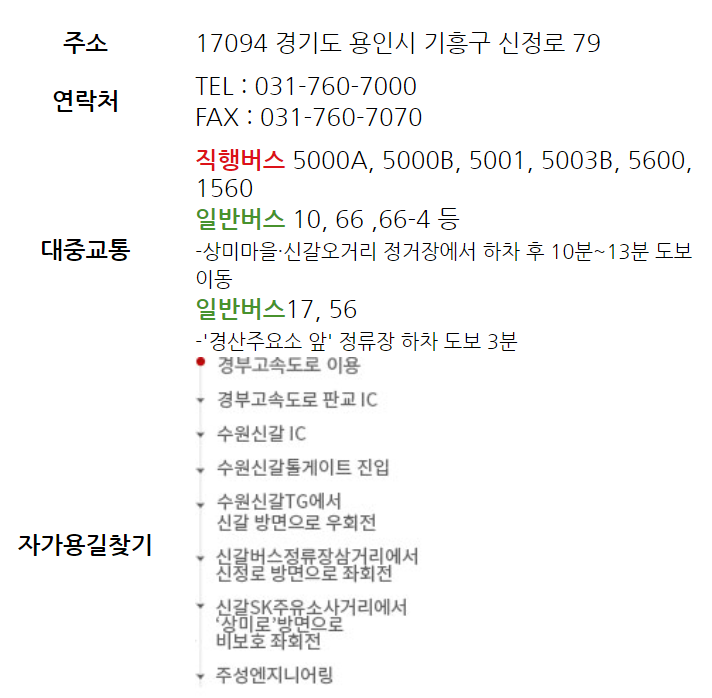 주소
17094 경기도 용인시 기흥구 신정로 79
연락처
TEL : 031-760-7000
FAX : 031-760-7070
대중교통
직행버스 5000A, 5000B, 5001, 5003B, 5600,
1560
일반버스 10, 66 ,66-4 등
-상미마을·신갈오거리 정거장에서 하차 후 10분~13분 도보
이동
일반버스17, 56
-'경산주요소 앞' 정류장 하차 도보 3분
자가용길찾기
경부고속도로 이용
경부고속도로 판교 IC
수원신갈 IC
수원신갈톨게이트 진입
수원신갈TG에서
신갈 방면으로 우회전
신갈버스정류장삼거리에서
신정로 방면으로 좌회전
신갈SK주유소사거리에서
'상미로'방면으로
비보호 좌회전
주성엔지니어링